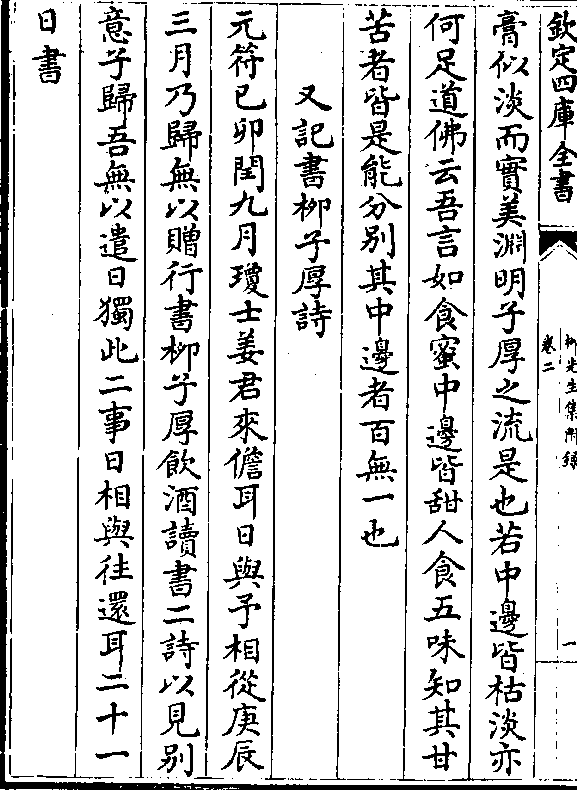 欽定四庫全書
柳先生集附錄
卷二
一
膏似淡而實美淵明子厚之流是也若中邊皆枯淡亦
何足道佛云吾言如食蜜中邊皆甜人食五味知其甘
苦者皆是能分別其中邊者百無一也
又記書柳子厚詩
元符已卯閏九月瓊士姜君來儋耳日與予相從庚辰
三月乃歸無以贈行書柳子厚飲酒讀書二詩以見別
意子歸吾無以遣日獨此二事日相與往還耳二十一
日書